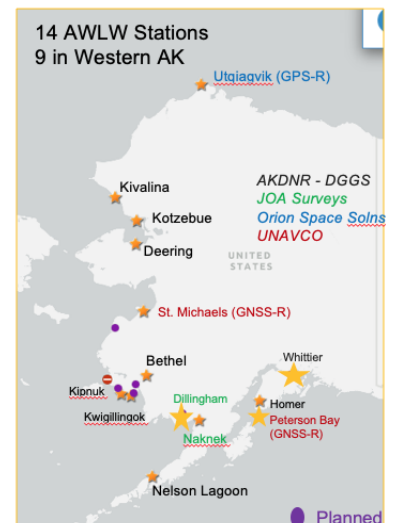 14 AWLW Stations
9 in Western AK
Utqiagvik (GPS-R)
AKDNR - DGGS
JOA Surveys
Orion Space Solns
UNAVCO
Kivalina
Kotzebue
Deering
UNITED
STATES
St. Michaels (GNSS-R)
Bethel
Whittier
Kipnuk
Dillingham
Homer
Kwigillingok
Peterson Bay
(GNSS-R)
Naknek
Nelson Lagoon
Planned